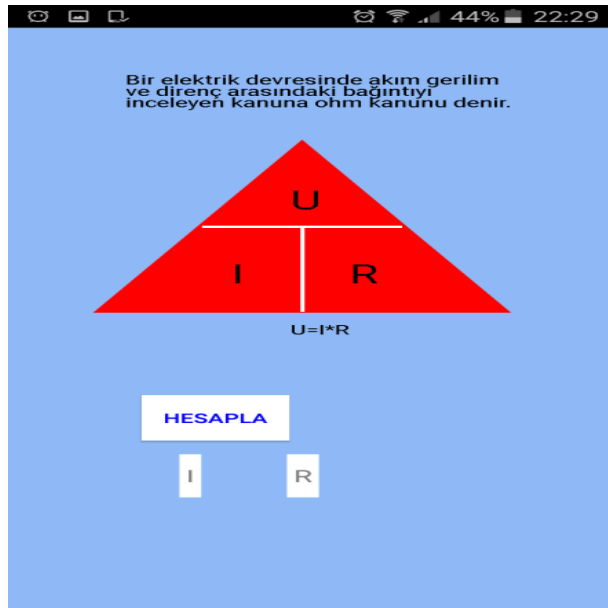 44% 22:29
Bir elektrik devresinde akım gerilim
ve direnç arasındaki bağıntıyı
inceleyen kanuna ohm kanunu denir.
U
I R
U=I*R
HESAPLA
I R